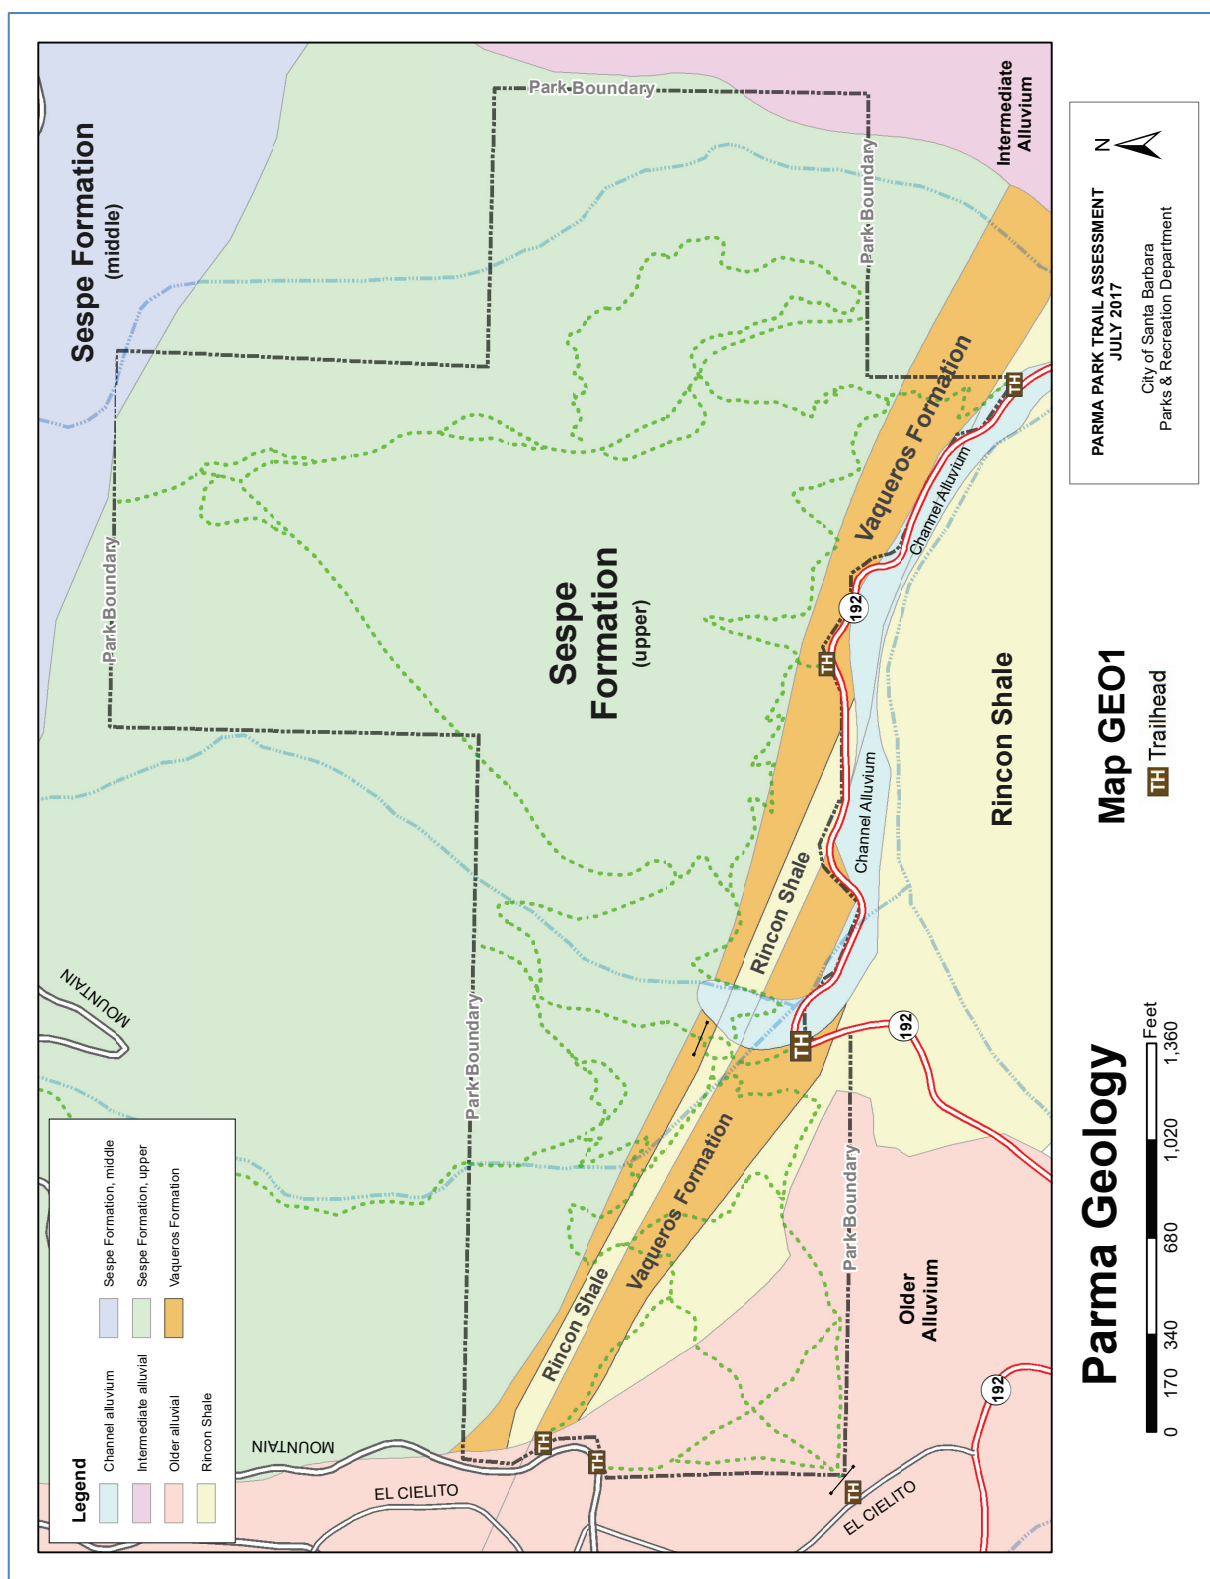 Sespe Formation
(middle)
Park Boundary
Intermediate
Alluvium
Park Boundary
Park Boundary
Sespe
Formation
(upper)
Vaqueros Formation
Channel Alluvium
192
TH
TH
Channel Alluvium
Rincon Shale
Rincon Shale
MOUNTAIN
Park Boundary
TH
192
Vaqueros Formation
Park Boundary
Rincon Shale
Older
Alluvium
192
MOUNTAIN
EL CIELITO
TH
TH
TH
EL CIELITO
Legend
Channel alluvium
Intermediate alluvial
Older alluvial
Rincon Shale
Sespe Formation, middle
Sespe Formation, upper
Vaqueros Formation
Parma Geology
0 170 340 680 1,020 1,360
Feet
Map GEO1
TH Trailhead
PARMA PARK TRAIL ASSESSMENT
JULY 2017
City of Santa Barbara
Parks & Recreation Department
N